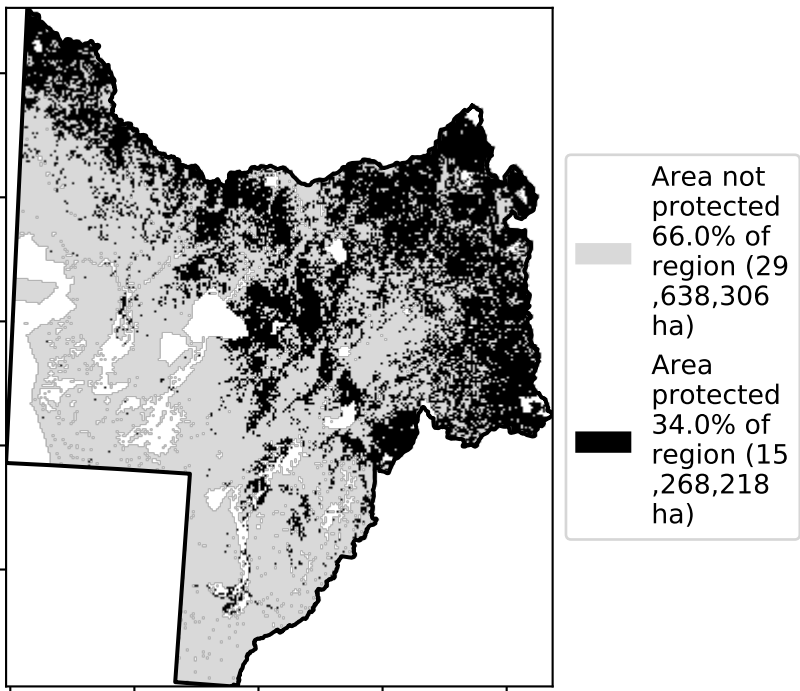 Area not
protected
66.0% of
region (29
,638,306
ha)
Area
protected
34.0% of
region (15
,268,218
ha)